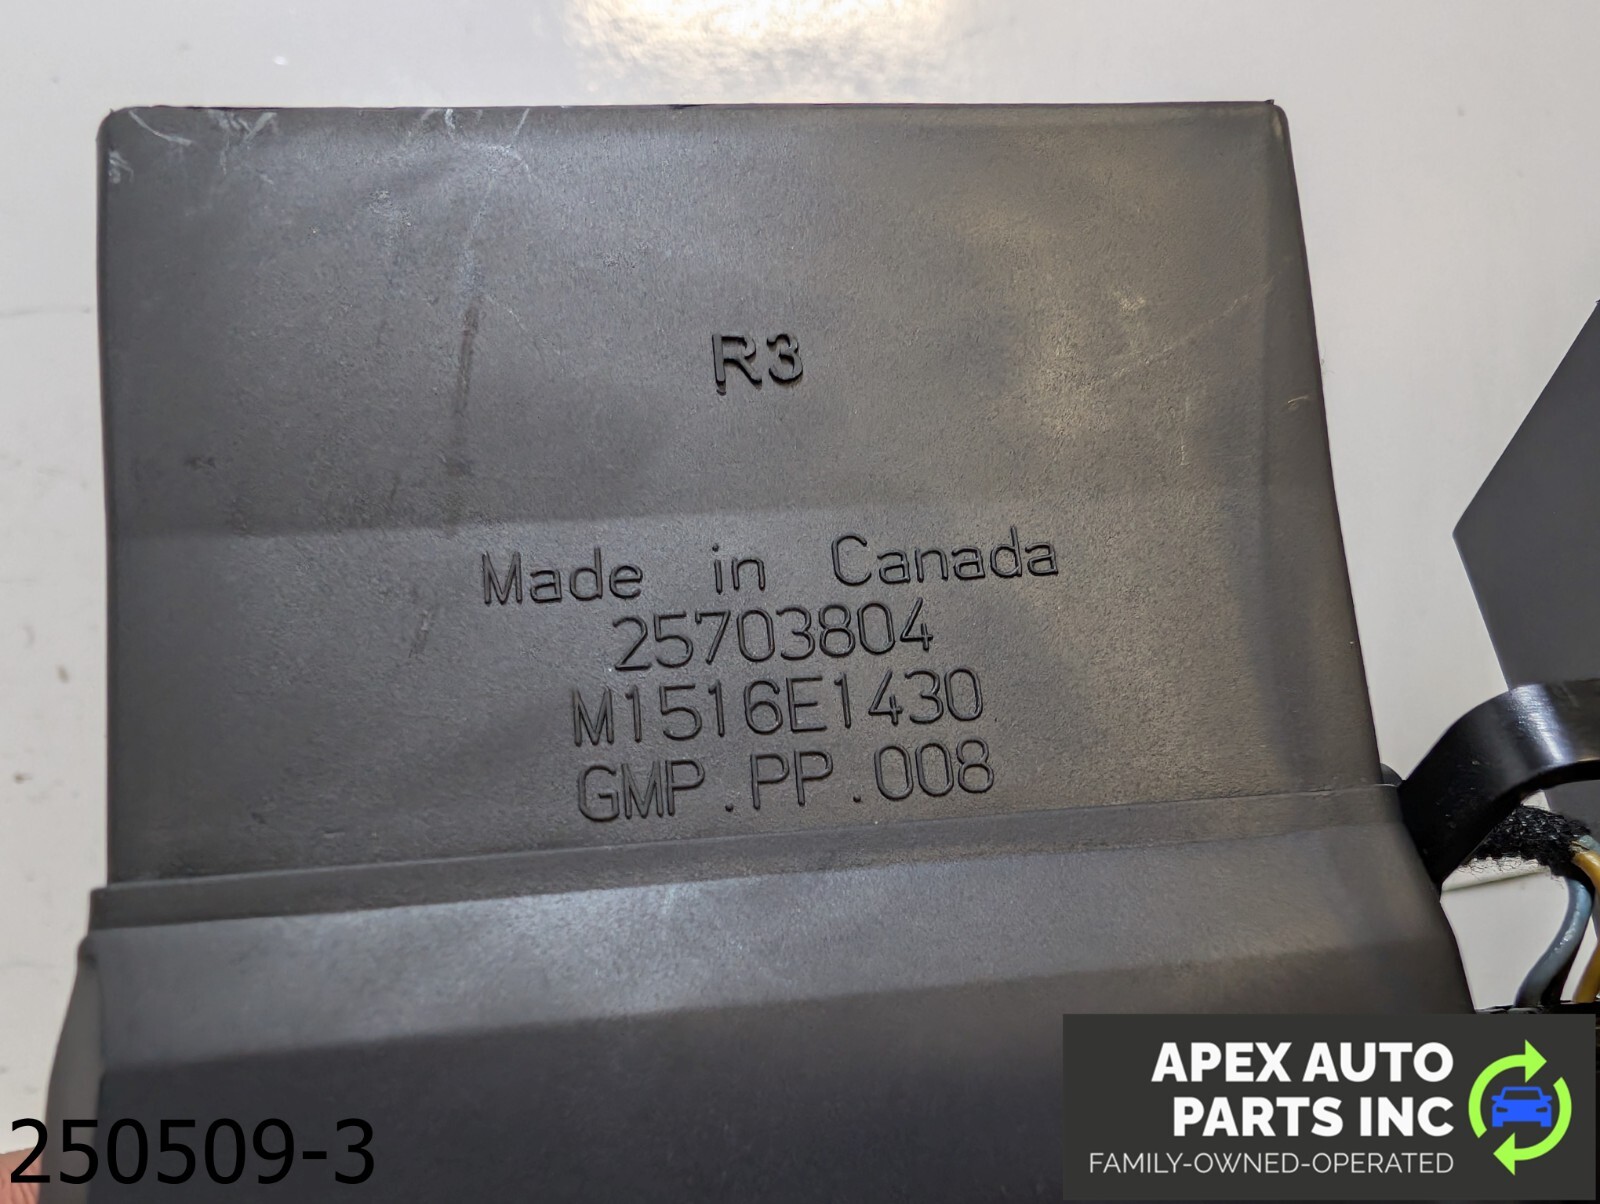 R3
Made in Canada
25703804
M1516E1430
GMP.PP.008
250509-3
APEX AUTO
PARTS INC
FAMILY-OWNED-OPERATED